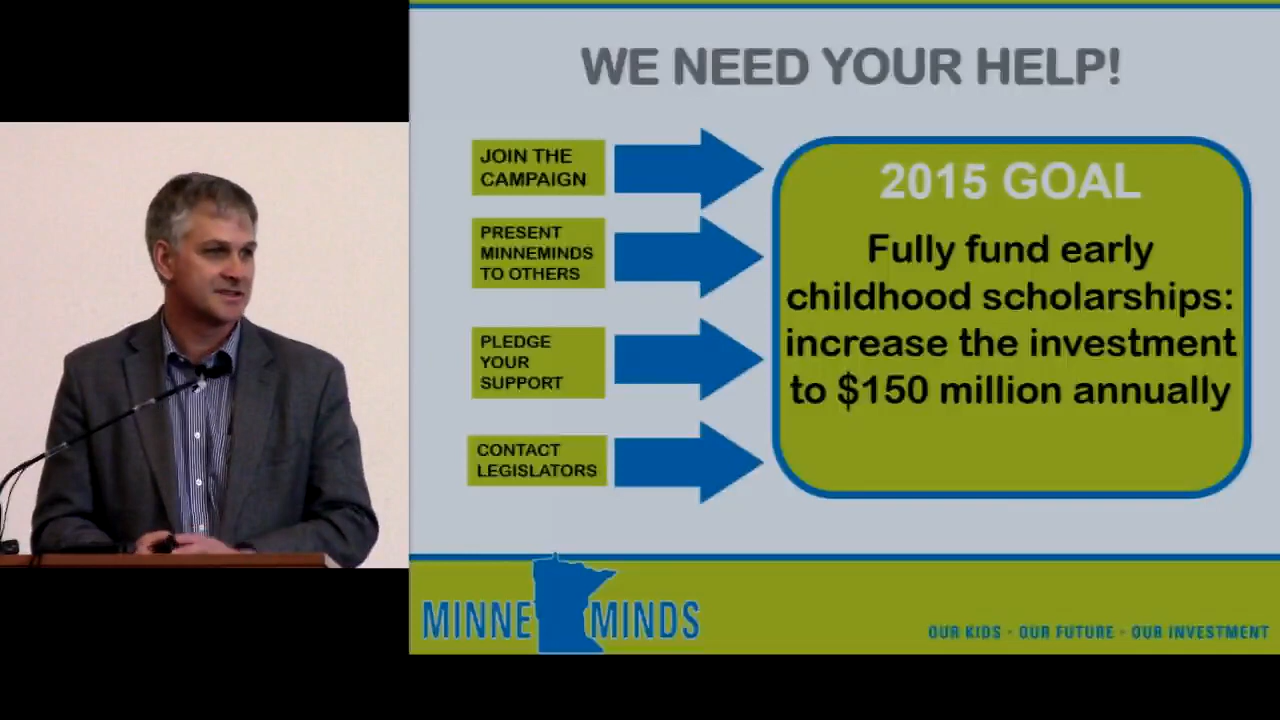 WE NEED YOUR HELP!
JOIN THE
CAMPAIGN
PRESENT
MINNEMINDS
TO OTHERS
PLEDGE
YOUR
SUPPORT
CONTACT
LEGISLATORS
2015 GOAL
Fully fund early
childhood scholarships:
increase the investment
to $150 million annually
MINNE MINDS
OUR KIDS · OUR FUTURE · OUR INVESTMENT